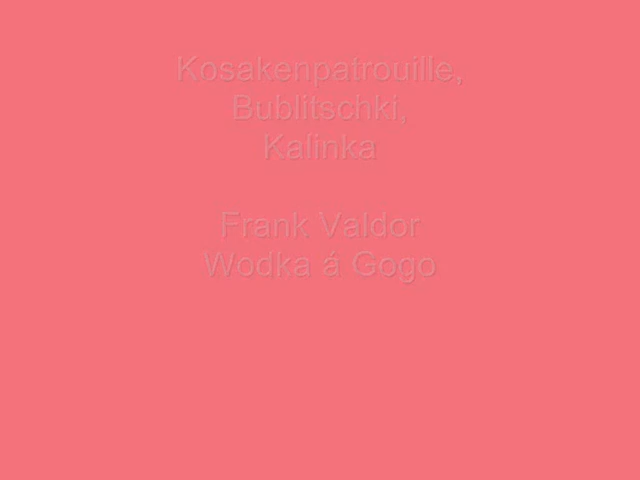 Kosakenpatrouille,
Bublitschki,
Kalinka
Frank Valdor
Wodka á Gogo